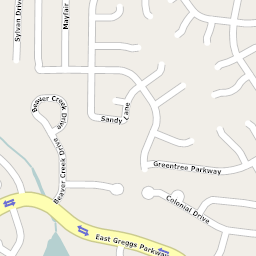 Sylvan Drive
Mayfair
Beaver Creek Drive
Sandy Lane
Greentree Parkway
Beaver Creek Drive
Colonial Drive
East Greggs Parkway